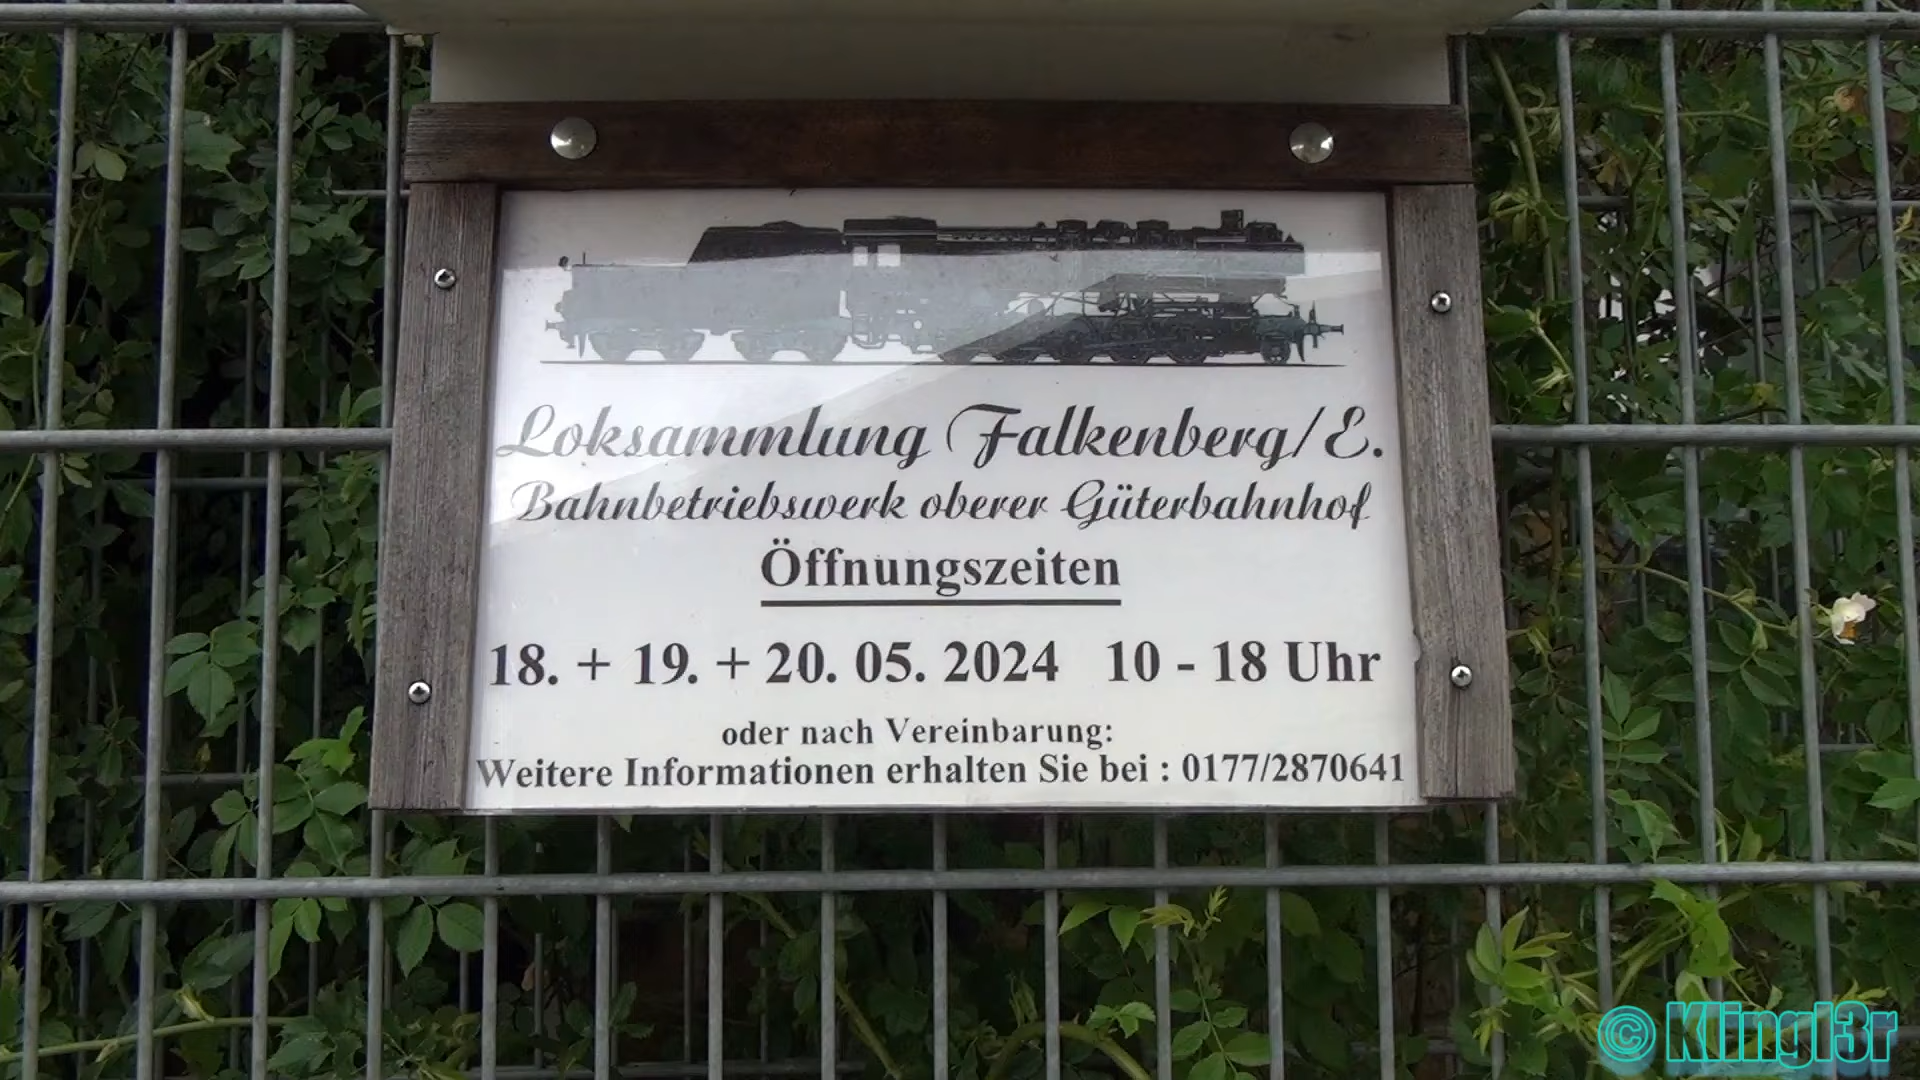 Loksammlung Falkenberg/E.
Bahnbetriebswerk oberer Güterbahnhof
Öffnungszeiten
18. + 19. + 20. 05. 2024 10 - 18 Uhr
oder nach Vereinbarung:
Weitere Informationen erhalten Sie bei : 0177/2870641
© Klingl3r